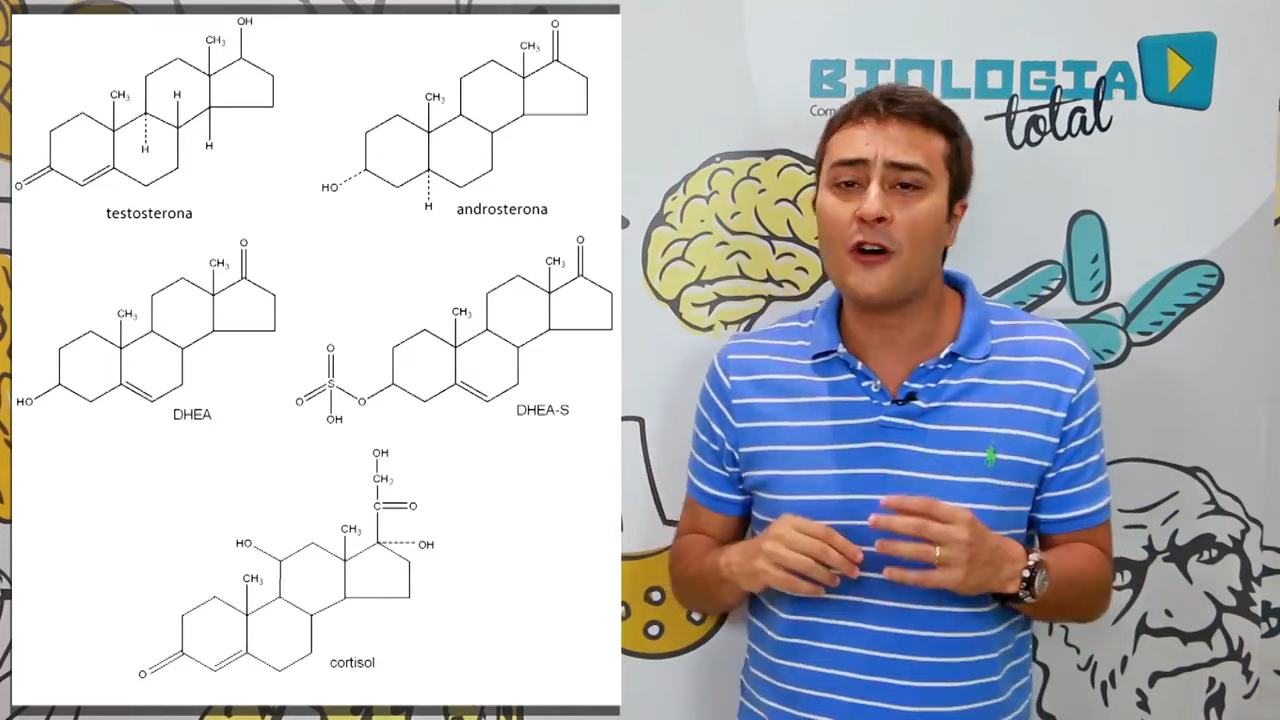 OH
CH₃
CH₃
H
H
H
O
testosterona
O
CH₃
CH₃
HO
H
androsterona
O
CH₃
CH₃
HO
DHEA
O
CH₃
CH₃
O
O
S
OH
O
DHEA-S
OH
CH₂
C
O
CH₃
HO
OH
CH₃
O
cortisol
BIOLOGIA
Com
total